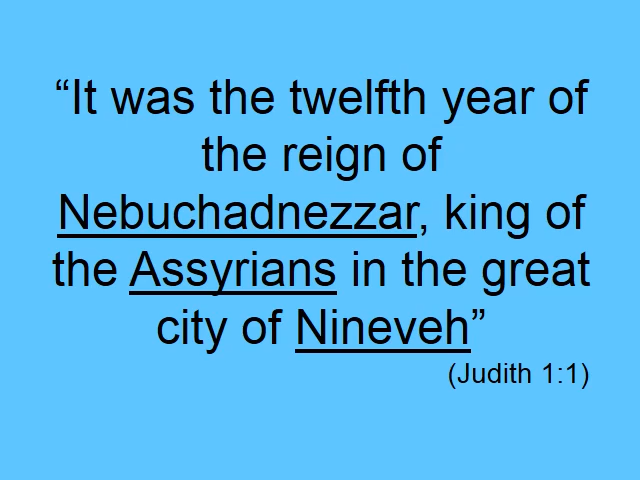 “It was the twelfth year of
the reign of
Nebuchadnezzar, king of
the Assyrians in the great
city of Nineveh”
(Judith 1:1)